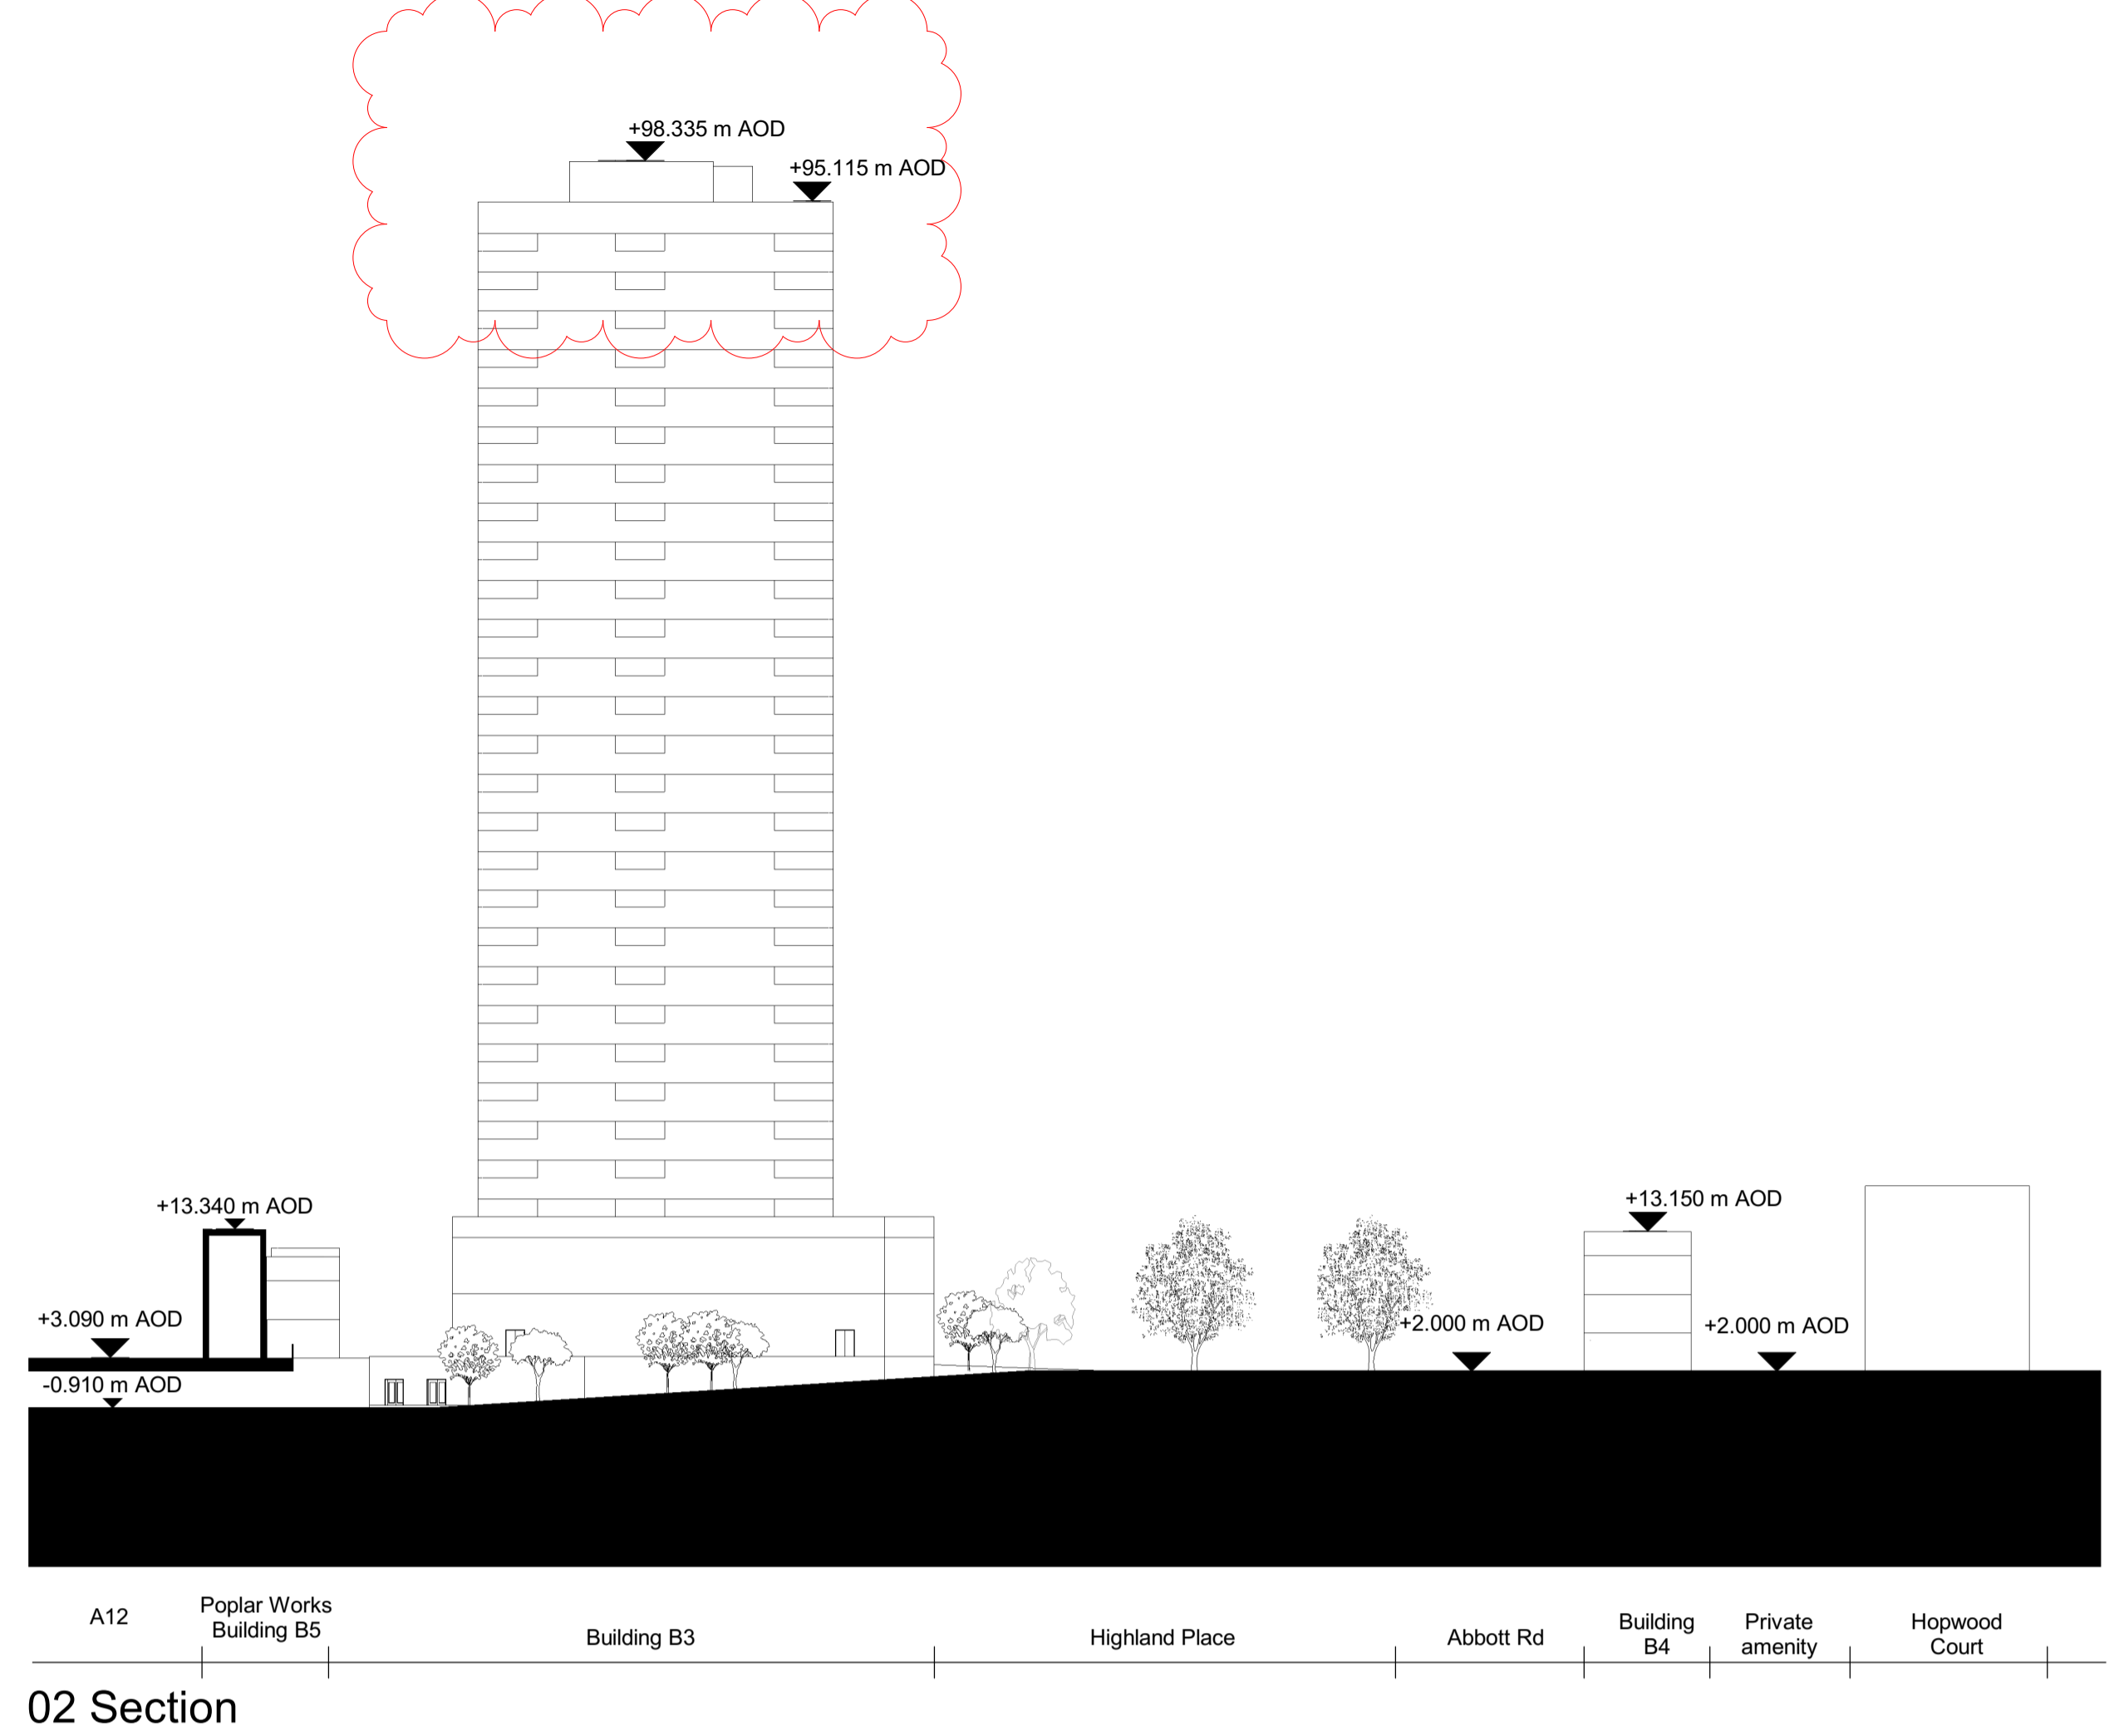 +98.335 m AOD
+95.115 m AOD
+13.340 m AOD
+13.150 m AOD
+3.090 m AOD
+2.000 m AOD
+2.000 m AOD
-0.910 m AOD
A12
Poplar Works
Building B5
Building B3
Highland Place
Abbott Rd
Building
B4
Private
amenity
Hopwood
Court
02 Section